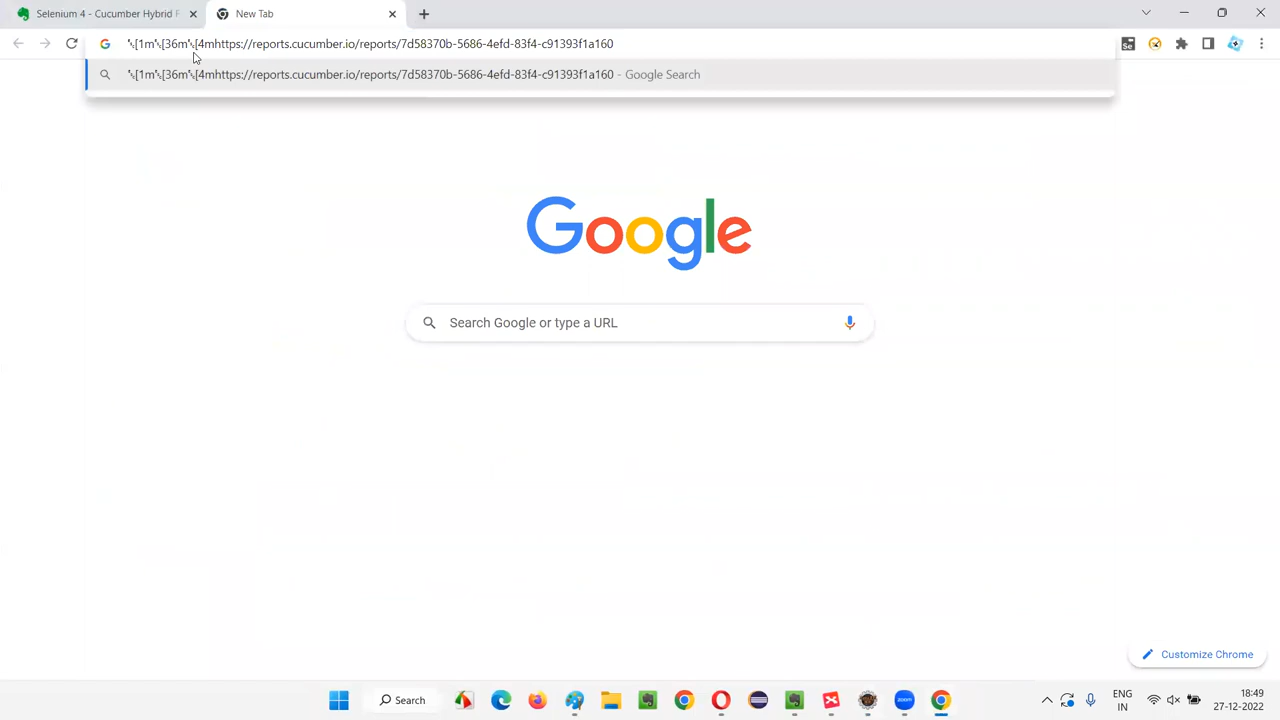 Selenium 4 - Cucumber Hybrid F
New Tab
␛[1m␛[36m␛[4mhttps://reports.cucumber.io/reports/7d58370b-5686-4efd-83f4-c91393f1a160
␛[1m␛[36m␛[4mhttps://reports.cucumber.io/reports/7d58370b-5686-4efd-83f4-c91393f1a160 - Google Search
Google
Search Google or type a URL
Customize Chrome
Search
zoom
ENG
IN
18:49
27-12-2022